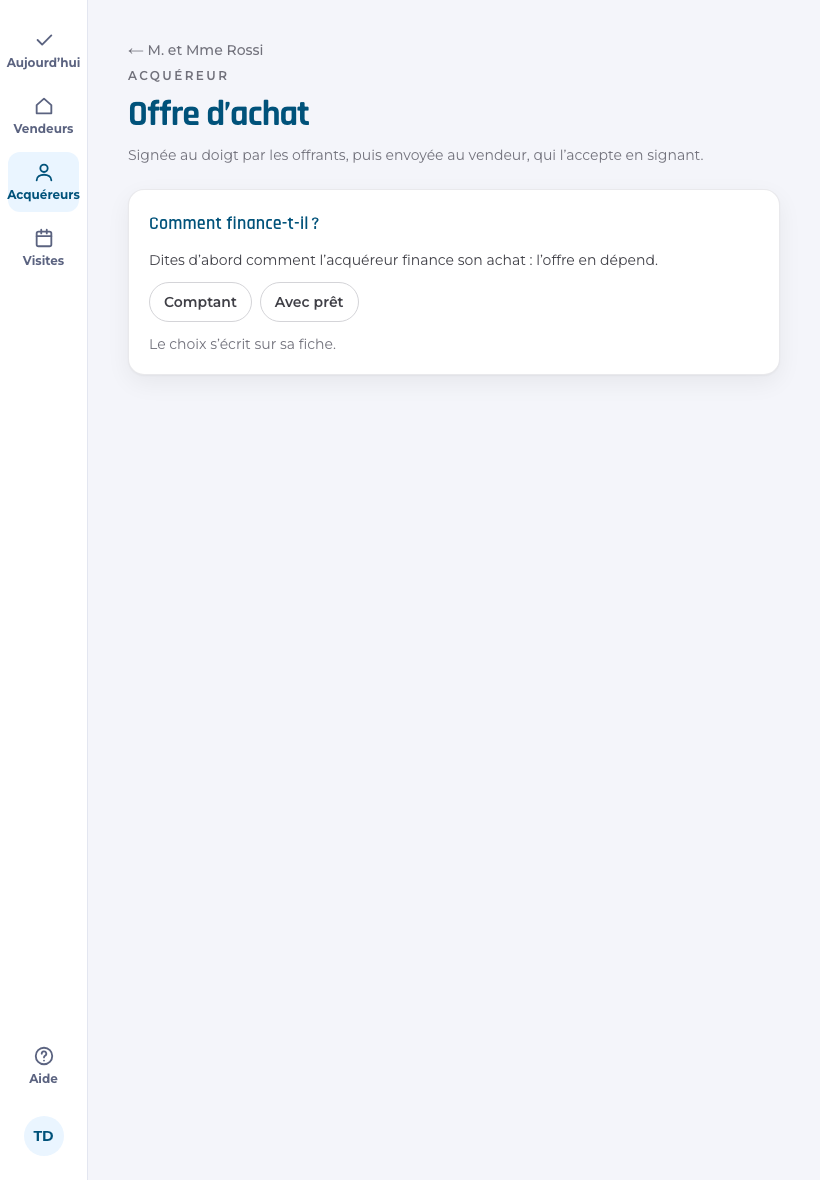 Aujourd’hui
Vendeurs
Acquéreurs
Visites
Aide
TD
← M. et Mme Rossi
ACQUÉREUR
Offre d’achat
Signée au doigt par les offrants, puis envoyée au vendeur, qui l’accepte en signant.
Comment finance-t-il ?
Dites d’abord comment l’acquéreur finance son achat : l’offre en dépend.
Comptant
Avec prêt
Le choix s’écrit sur sa fiche.